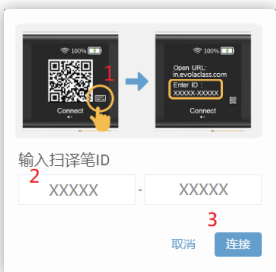 100%
1
Connect
100%
Open URL:
in.evolaclass.com
Enter ID :
XXXXX-XXXXX
Connect
输入扫译笔ID
2
XXXXX - XXXXX
3
取消 连接